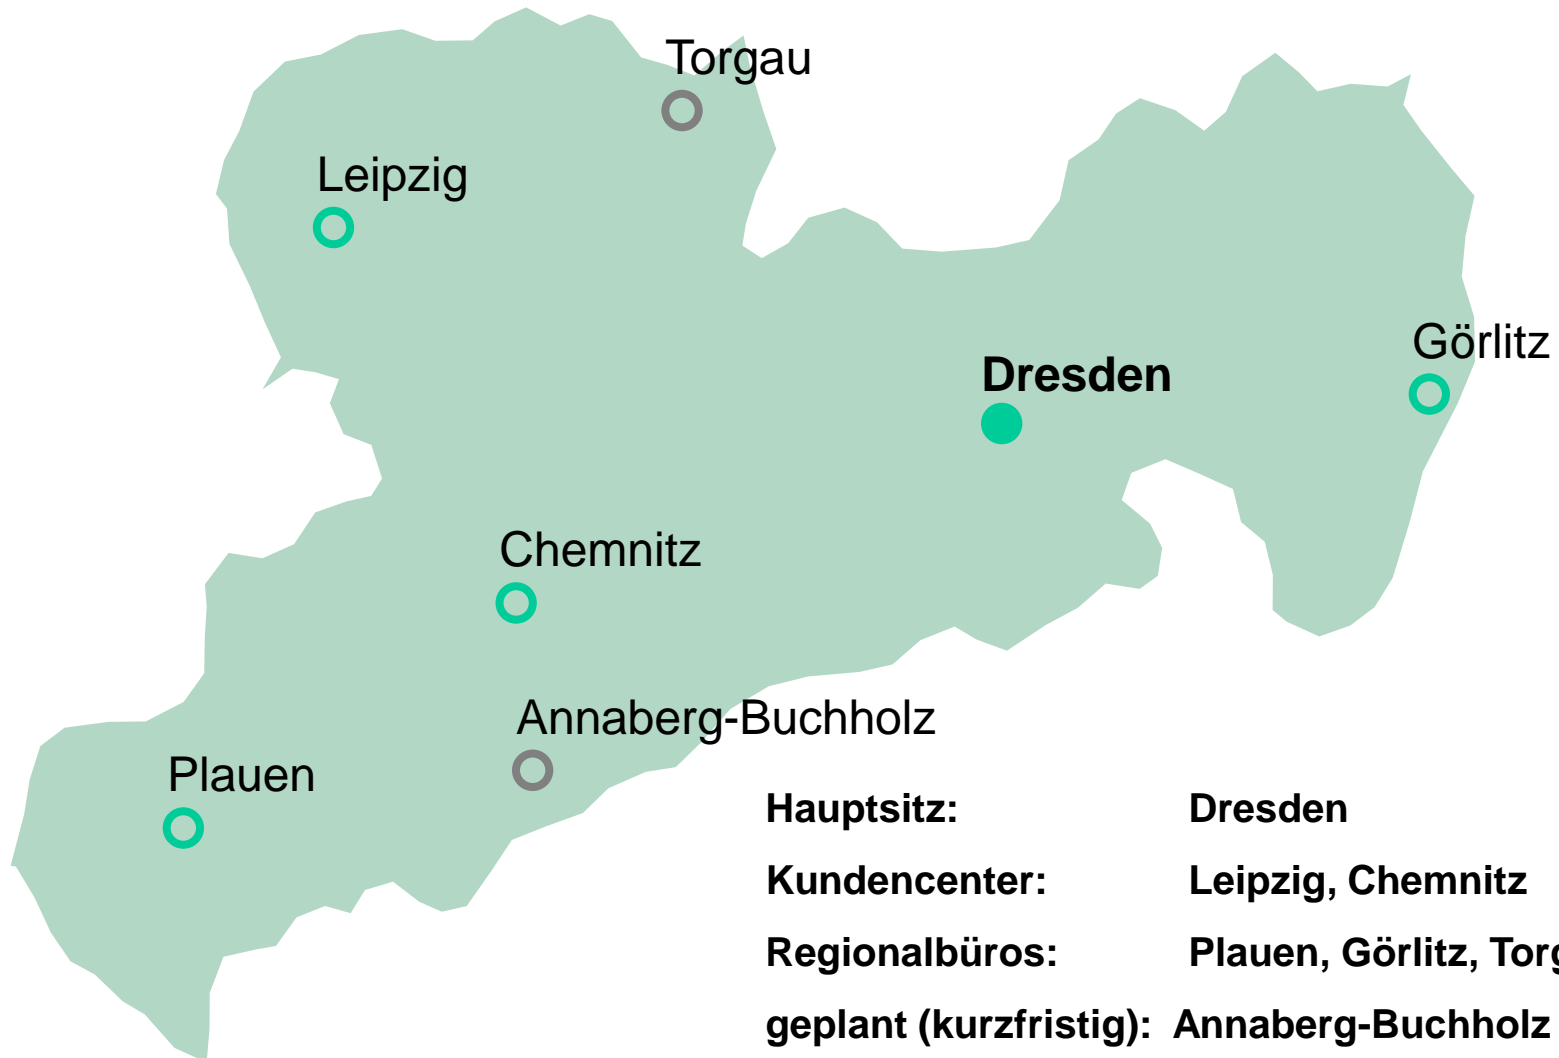 Torgau
Leipzig
Görlitz
Dresden
Chemnitz
Annaberg-Buchholz
Plauen
Hauptsitz: Dresden
Kundencenter: Leipzig, Chemnitz
Regionalbüros: Plauen, Görlitz,
geplant (kurzfristig): Annaberg-Buchholz